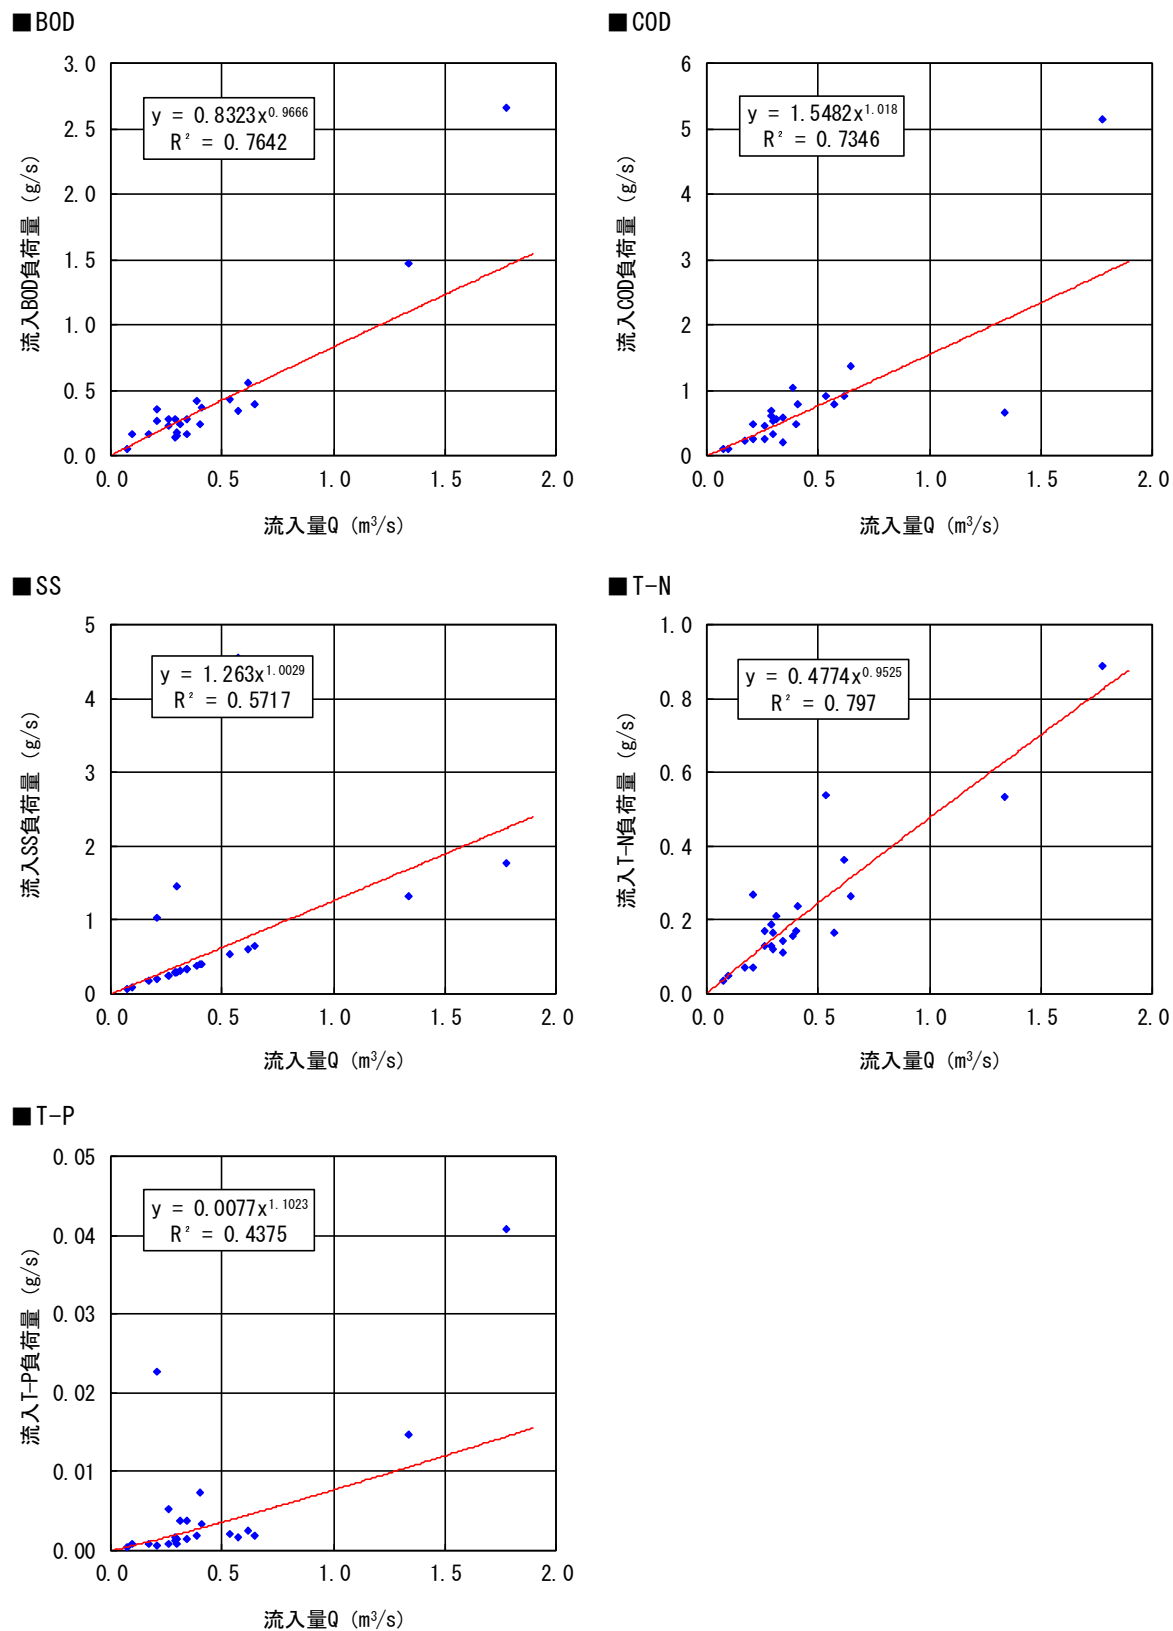 ■BOD
3.0
2.5
2.0
1.5
1.0
0.5
0.0
y = 0.8323x^0.9666
R² = 0.7642
流入BOD負荷量 (g/s)
0.0 0.5 1.0 1.5 2.0
流入量Q (m³/s)
■COD
6
5
4
3
2
1
0
y = 1.5482x^1.018
R² = 0.7346
流入COD負荷量 (g/s)
0.0 0.5 1.0 1.5 2.0
流入量Q (m³/s)
■SS
5
4
3
2
1
0
y = 1.263x^1.0029
R² = 0.5717
流入SS負荷量 (g/s)
0.0 0.5 1.0 1.5 2.0
流入量Q (m³/s)
■T-N
1.0
0.8
0.6
0.4
0.2
0.0
y = 0.4774x^0.9525
R² = 0.797
流入T-N負荷量 (g/s)
0.0 0.5 1.0 1.5 2.0
流入量Q (m³/s)
■T-P
0.05
0.04
0.03
0.02
0.01
0.00
y = 0.0077x^1.1023
R² = 0.4375
流入T-P負荷量 (g/s)
0.0 0.5 1.0 1.5 2.0
流入量Q (m³/s)